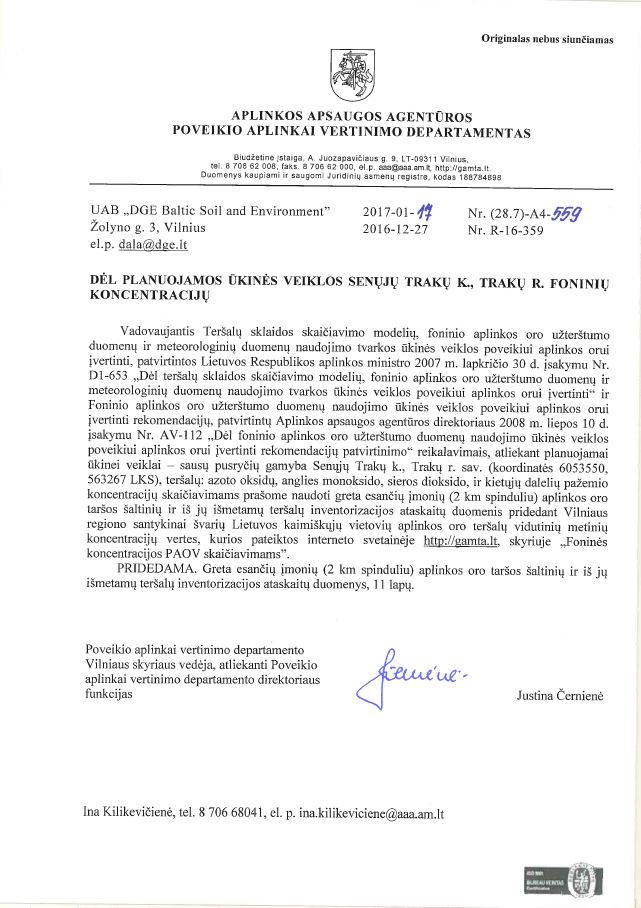 Originalas nebus siunčiamas
APLINKOS APSAUGOS AGENTŪROS
POVEIKIO APLINKAI VERTINIMO DEPARTAMENTAS
Biudžetinė įstaiga, A. Juozapavičiaus g. 9, LT-09311 Vilnius,
tel. 8 706 62 008, faks. 8 706 62 000, el.p. aaa@aaa.am.lt, http://gamta.lt.
Duomenys kaupiami ir saugomi Juridinių asmenų registre, kodas 188784898
UAB „DGE Baltic Soil and Environment” 2017-01-17 Nr. (28.7)-A4-559
Žolyno g. 3, Vilnius 2016-12-27 Nr. R-16-359
el.p. dala@dge.lt
DĖL PLANUOJAMOS ŪKINĖS VEIKLOS SENŲJŲ TRAKŲ K., TRAKŲ R. FONINIŲ
KONCENTRACIJŲ
Vadovaujantis Teršalų sklaidos skaičiavimo modelių, foninio aplinkos oro užterštumo
duomenų ir meteorologinių duomenų naudojimo tvarkos ūkinės veiklos poveikiui aplinkos orui
įvertinti, patvirtintos Lietuvos Respublikos aplinkos ministro 2007 m. lapkričio 30 d. įsakymu Nr.
D1-653 „Dėl teršalų sklaidos skaičiavimo modelių, foninio aplinkos oro užterštumo duomenų ir
meteorologinių duomenų naudojimo tvarkos ūkinės veiklos poveikiui aplinkos orui įvertinti“ ir
Foninio aplinkos oro užterštumo duomenų naudojimo ūkinės veiklos poveikiui aplinkos orui
įvertinti rekomendacijų, patvirtintų Aplinkos apsaugos agentūros direktoriaus 2008 m. liepos 10 d.
įsakymu Nr. AV-112 „Dėl foninio aplinkos oro užterštumo duomenų naudojimo ūkinės veiklos
poveikiui aplinkos orui įvertinti rekomendacijų patvirtinimo“ reikalavimais, atliekant planuojamai
ūkinei veiklai – sausų pusryčių gamyba Senųjų Trakų k., Trakų r. sav. (koordinatės 6053550,
563267 LKS), teršalų: azoto oksidų, anglies monoksido, sieros dioksido, ir kietųjų dalelių pažemio
koncentracijų skaičiavimams prašome naudoti greta esančių įmonių (2 km spinduliu) aplinkos oro
taršos šaltinių ir iš jų išmetamų teršalų inventorizacijos ataskaitų duomenis pridedant Vilniaus
regiono santykinai švarių Lietuvos kaimiškųjų vietovių aplinkos oro teršalų vidutinių metinių
koncentracijų vertes, kurios pateiktos interneto svetainėje http://gamta.lt, skyriuje „Foninės
koncentracijos PAOV skaičiavimams”.
PRIDEDAMA. Greta esančių įmonių (2 km spinduliu) aplinkos oro taršos šaltinių ir iš jų
išmetamų teršalų inventorizacijos ataskaitų duomenys, 11 lapų.
Poveikio aplinkai vertinimo departamento
Vilniaus skyriaus vedėja, atliekanti Poveikio
aplinkai vertinimo departamento direktoriaus
funkcijas
Justina Černienė
Ina Kilikevičienė, tel. 8 706 68041, el. p. ina.kilikeviciene@aaa.am.lt
ISO 9001
BUREAU VERITAS
Certification